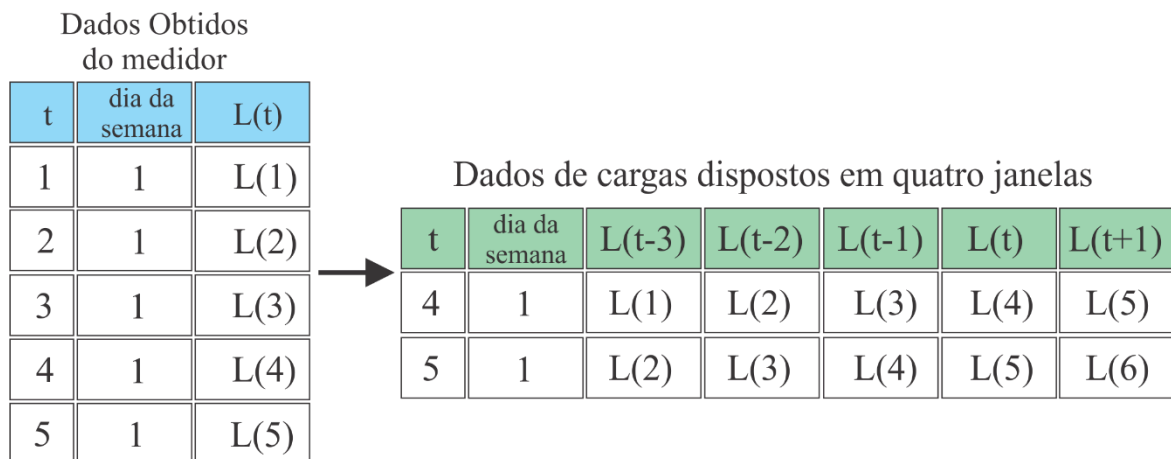 Dados Obtidos
do medidor
t dia da semana L(t)
1 1 L(1)
2 1 L(2)
3 1 L(3)
4 1 L(4)
5 1 L(5)
Dados de cargas dispostos em quatro janelas
t dia da semana L(t-3) L(t-2) L(t-1) L(t) L(t+1)
4 1 L(1) L(2) L(3) L(4) L(5)
5 1 L(2) L(3) L(4) L(5) L(6)